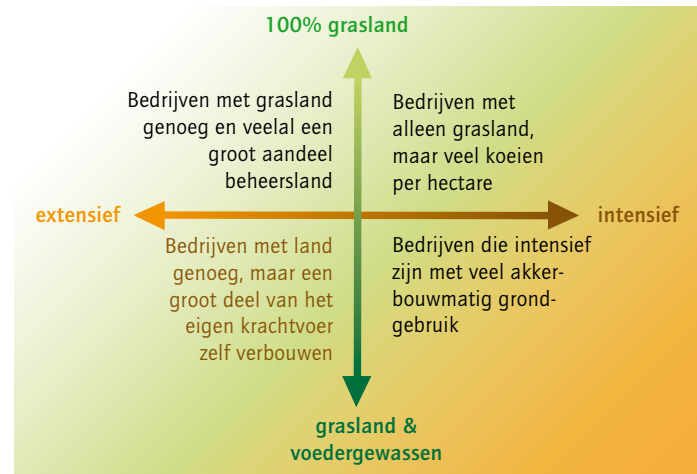 100% grasland
Bedrijven met grasland
genoeg en veelal een
groot aandeel
beheersland
Bedrijven met
alleen grasland,
maar veel koeien
per hectare
extensief
intensief
Bedrijven met land
genoeg, maar een
groot deel van het
eigen krachtvoer
zelf verbouwen
Bedrijven die intensief
zijn met veel akker-
bouwmatig grond-
gebruik
grasland &
voedergewassen